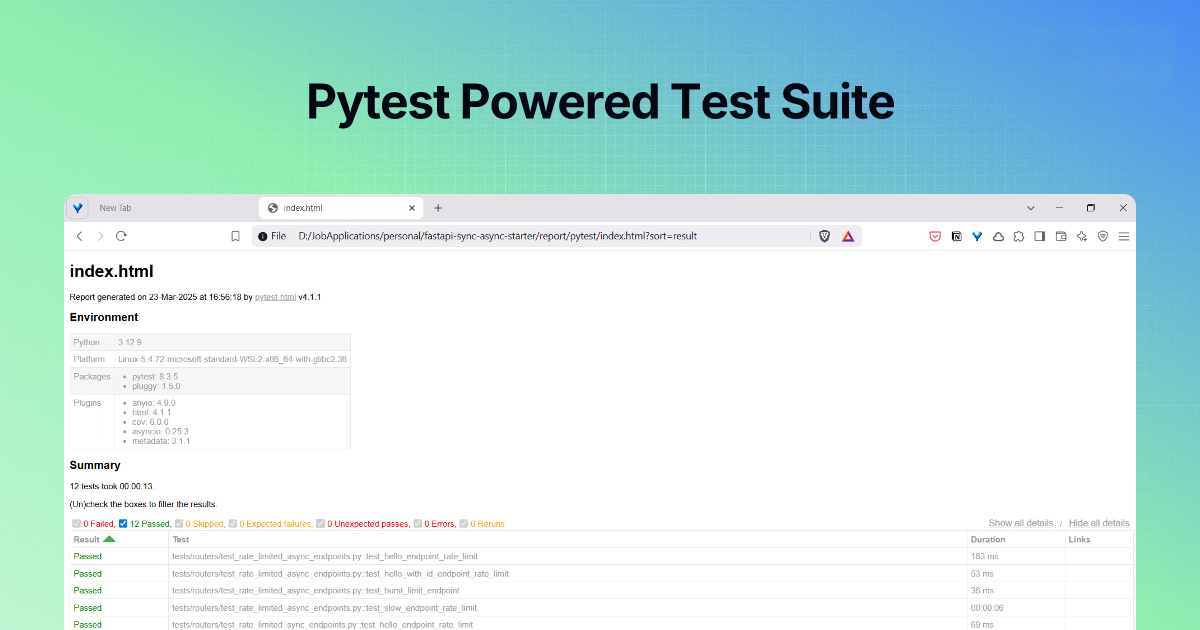 Pytest Powered Test Suite
New Tab
index.html
File D:/JobApplications/personal/fastapi-sync-async-starter/report/pytest/index.html?sort=result
index.html
Report generated on 23-Mar-2025 at 16:56:18 by pytest-html v4.1.1
Environment
Python 3.12.9
Platform Linux-5.4.72-microsoft-standard-WSL2-x86_64-with-glibc2.36
Packages • pytest: 8.3.5
• pluggy: 1.5.0
Plugins • anyio: 4.9.0
• html: 4.1.1
• cov: 6.0.0
• asyncio: 0.25.3
• metadata: 3.1.1
Summary
12 tests took 00:00:13.
(Un)check the boxes to filter the results.
0 Failed, 12 Passed, 0 Skipped, 0 Expected failures, 0 Unexpected passes, 0 Errors, 0 Reruns Show all details / Hide all details
Result Test Duration Links
Passed tests/routers/test_rate_limited_async_endpoints.py::test_hello_endpoint_rate_limit 163 ms
Passed tests/routers/test_rate_limited_async_endpoints.py::test_hello_with_id_endpoint_rate_limit 53 ms
Passed tests/routers/test_rate_limited_async_endpoints.py::test_burst_limit_endpoint 36 ms
Passed tests/routers/test_rate_limited_async_endpoints.py::test_slow_endpoint_rate_limit 00:00:06
Passed tests/routers/test_rate_limited_sync_endpoints.py::test_hello_endpoint_rate_limit 69 ms